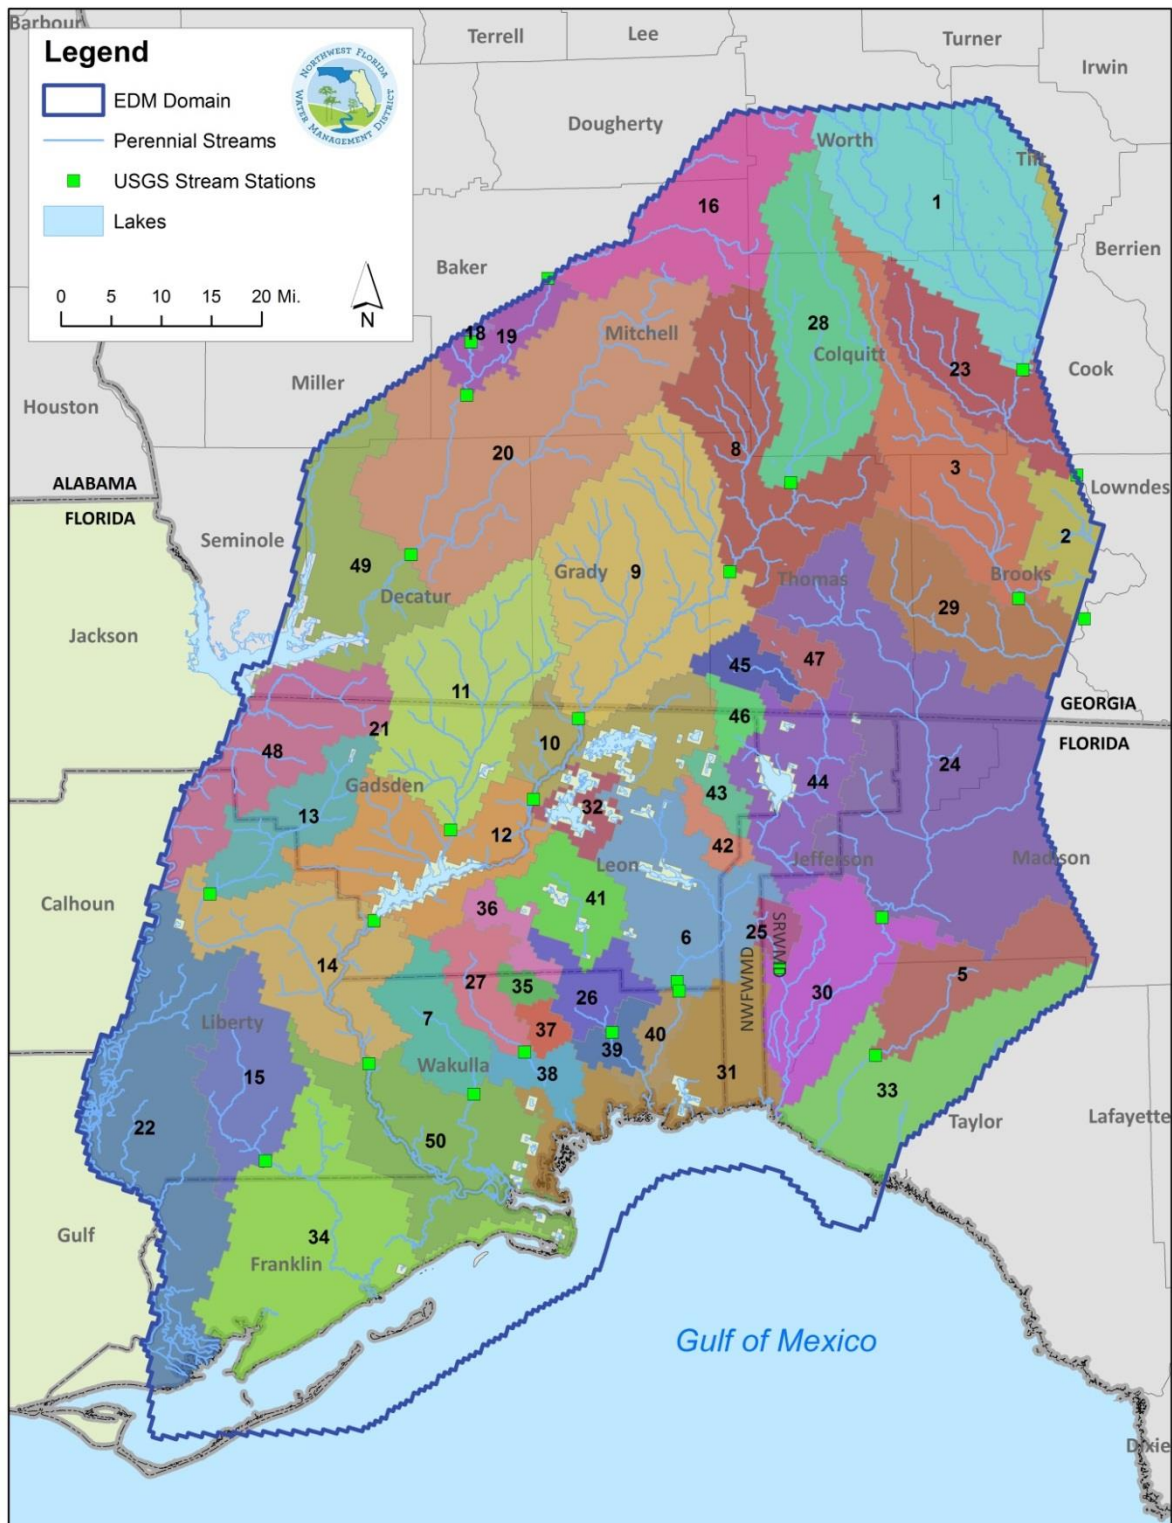 Barbour
Terrell
Lee
Turner
Irwin
Legend
NORTHWEST FLORIDA
WATER MANAGEMENT DISTRICT
EDM Domain
Perennial Streams
USGS Stream Stations
Lakes
0 5 10 15 20 Mi.
N
Dougherty
Worth
Tift
1
16
Baker
Berrien
18
19
Mitchell
28
Colquitt
23
Cook
Miller
Houston
20
8
3
ALABAMA
FLORIDA
Lowndes
Seminole
2
49
Grady
9
Thomas
Brooks
Decatur
29
Jackson
45
47
11
GEORGIA
FLORIDA
46
21
48
10
24
Gadsden
44
43
13
32
12
42
Leon
Jefferson
Madison
Calhoun
41
36
25
SRWMD
6
14
27
5
35
30
26
NWFWMD
7
Liberty
37
40
39
Wakulla
38
31
15
33
Taylor
Lafayette
22
50
Gulf
34
Franklin
Gulf of Mexico
Dixie